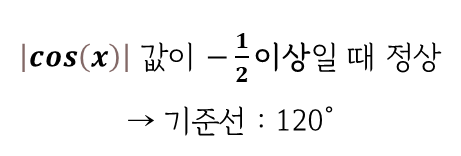 |cos(x)| 값이 −1/2 이상일 때 정상
→ 기준선 : 120°